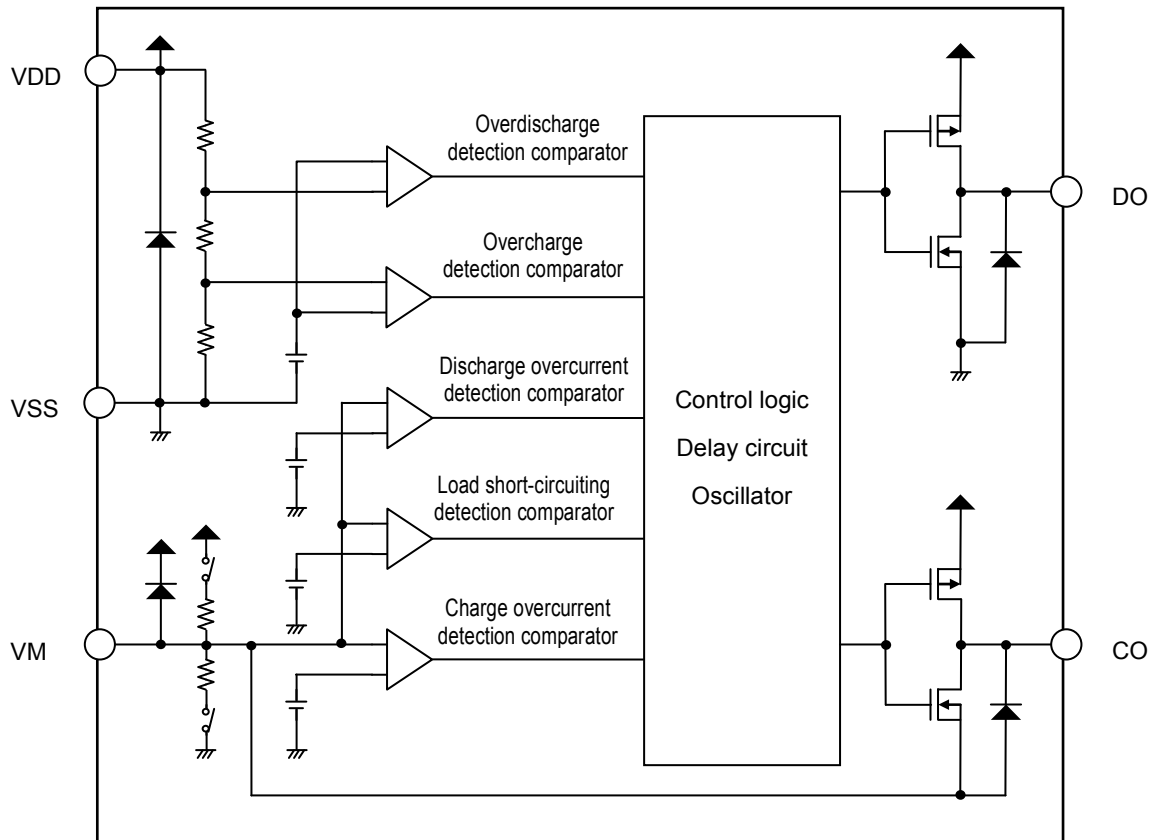 VDD
Overdischarge
detection comparator
DO
Overcharge
detection comparator
VSS
Discharge overcurrent
detection comparator
Control logic
Delay circuit
Oscillator
Load short-circuiting
detection comparator
VM
Charge overcurrent
detection comparator
CO